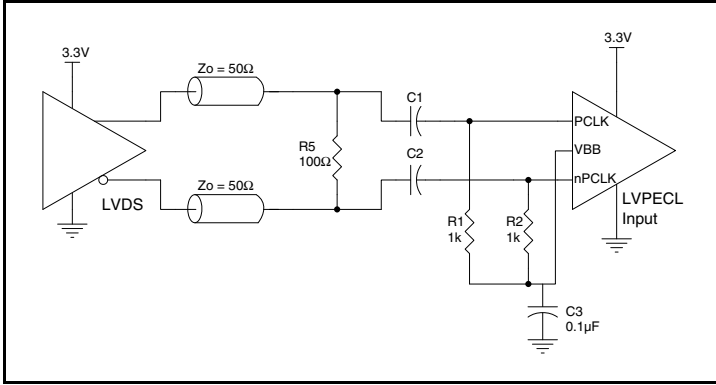 3.3V
3.3V
Zo = 50Ω
C1
PCLK
R5
100Ω
VBB
C2
nPCLK
Zo = 50Ω
LVDS
LVPECL
Input
R1
1k
R2
1k
C3
0.1µF